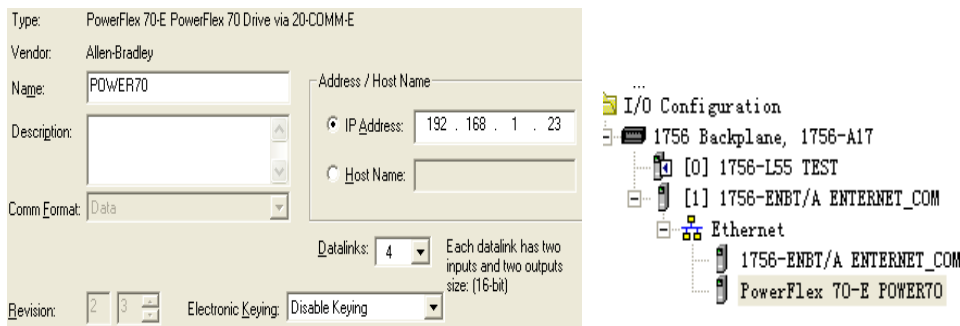 Type: PowerFlex 70-E PowerFlex 70 Drive via 20-COMM-E
Vendor: Allen-Bradley
Name: POWER70
Description:
Comm Format: Data
Address / Host Name
IP Address: 192 . 168 . 1 . 23
Host Name:
Datalinks: 4
Each datalink has two
inputs and two outputs
size: (16-bit)
Revision: 2 3
Electronic Keying: Disable Keying
...
I/O Configuration
1756 Backplane, 1756-A17
[0] 1756-L55 TEST
[1] 1756-ENBT/A ENTERNET_COM
Ethernet
1756-ENBT/A ENTERNET_COM
PowerFlex 70-E POWER70